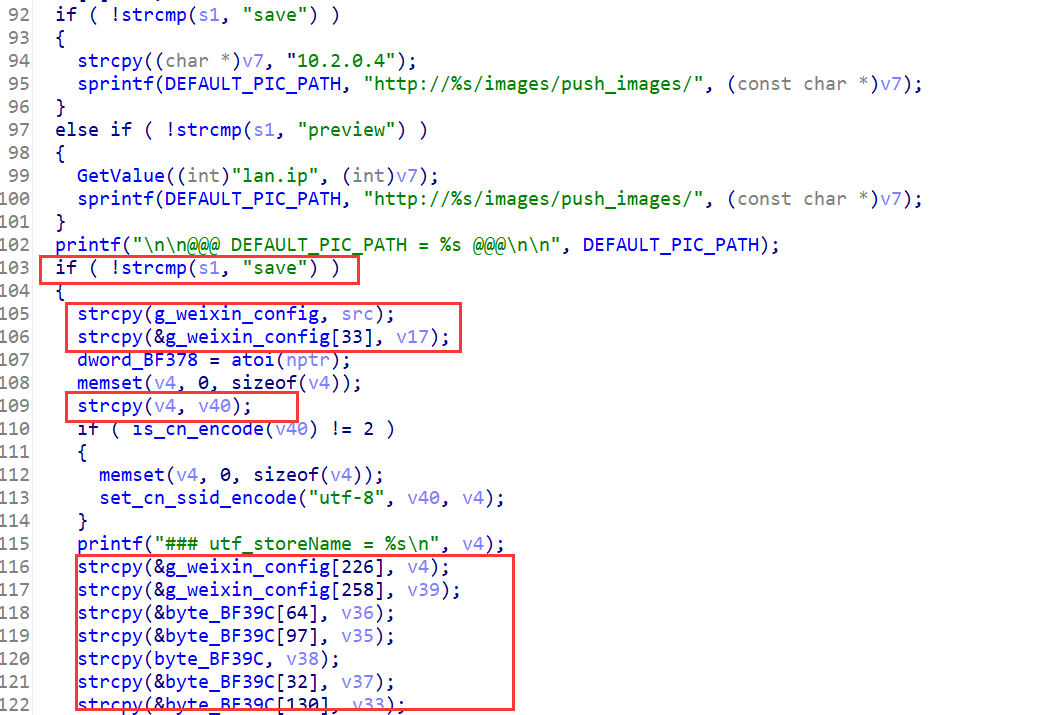 92 if ( !strcmp(s1, "save") )
93 {
94 strcpy((char *)v7, "10.2.0.4");
95 sprintf(DEFAULT_PIC_PATH, "http://%s/images/push_images/", (const char *)v7);
96 }
97 else if ( !strcmp(s1, "preview") )
98 {
99 GetValue((int)"lan.ip", (int)v7);
100 sprintf(DEFAULT_PIC_PATH, "http://%s/images/push_images/", (const char *)v7);
101 }
102 printf("\n\n@@@ DEFAULT_PIC_PATH = %s @@@\n\n", DEFAULT_PIC_PATH);
103 if ( !strcmp(s1, "save") )
104 {
105 strcpy(g_weixin_config, src);
106 strcpy(&g_weixin_config[33], v17);
107 dword_BF378 = atoi(nptr);
108 memset(v4, 0, sizeof(v4));
109 strcpy(v4, v40);
110 if ( is_cn_encode(v40) != 2 )
111 {
112 memset(v4, 0, sizeof(v4));
113 set_cn_ssid_encode("utf-8", v40, v4);
114 }
115 printf("### utf_storeName = %s\n", v4);
116 strcpy(&g_weixin_config[226], v4);
117 strcpy(&g_weixin_config[258], v39);
118 strcpy(&byte_BF39C[64], v36);
119 strcpy(&byte_BF39C[97], v35);
120 strcpy(byte_BF39C, v38);
121 strcpy(&byte_BF39C[32], v37);
122 strcpy(&byte_BF39C[130], v33);